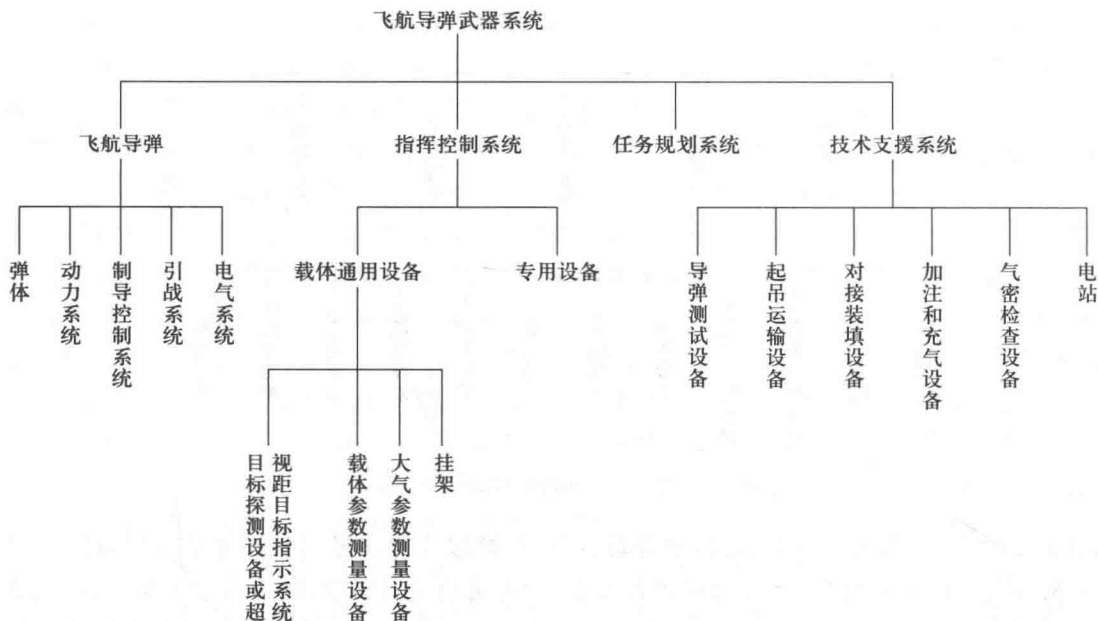 飞航导弹武器系统
飞航导弹
指挥控制系统
任务规划系统
技术支援系统
弹体
动力系统
制导控制系统
引战系统
电气系统
载体通用设备
专用设备
导弹测试设备
起吊运输设备
对接装填设备
加注和充气设备
气密检查设备
电站
目标探测设备或超
视距目标指示系统
载体参数测量设备
大气参数测量设备
挂架